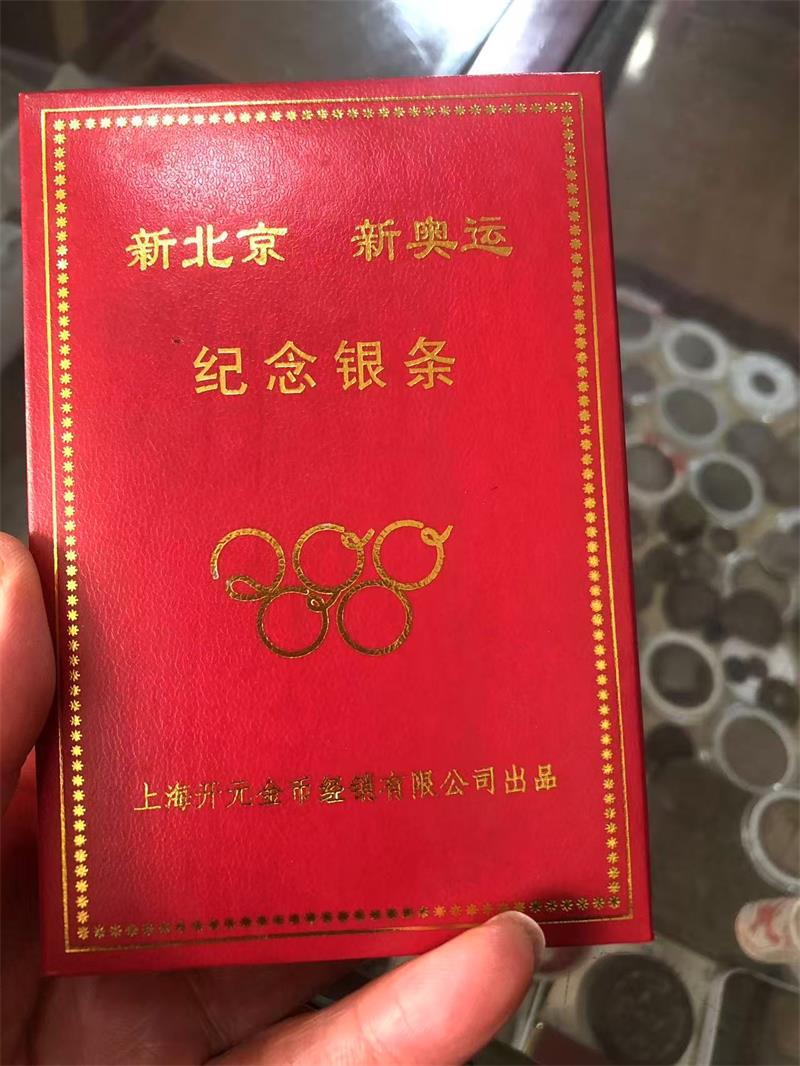 新北京 新奥运
纪念银条
上海开元金币经销有限公司出品